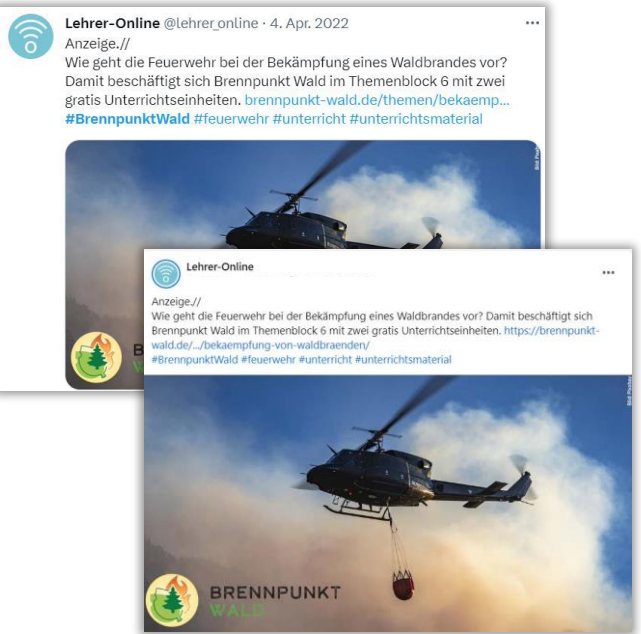 Lehrer-Online @lehrer_online · 4. Apr. 2022
Anzeige.//
Wie geht die Feuerwehr bei der Bekämpfung eines Waldbrandes vor?
Damit beschäftigt sich Brennpunkt Wald im Themenblock 6 mit zwei
gratis Unterrichtseinheiten. brennpunkt-wald.de/themen/bekaemp...
#BrennpunktWald #feuerwehr #unterricht #unterrichtsmaterial
Lehrer-Online
Anzeige.//
Wie geht die Feuerwehr bei der Bekämpfung eines Waldbrandes vor? Damit beschäftigt sich
Brennpunkt Wald im Themenblock 6 mit zwei gratis Unterrichtseinheiten. https://brennpunkt-
wald.de/.../bekaempfung-von-waldbraenden/
#BrennpunktWald #feuerwehr #unterricht #unterrichtsmaterial
BRENNPUNKT
WALD